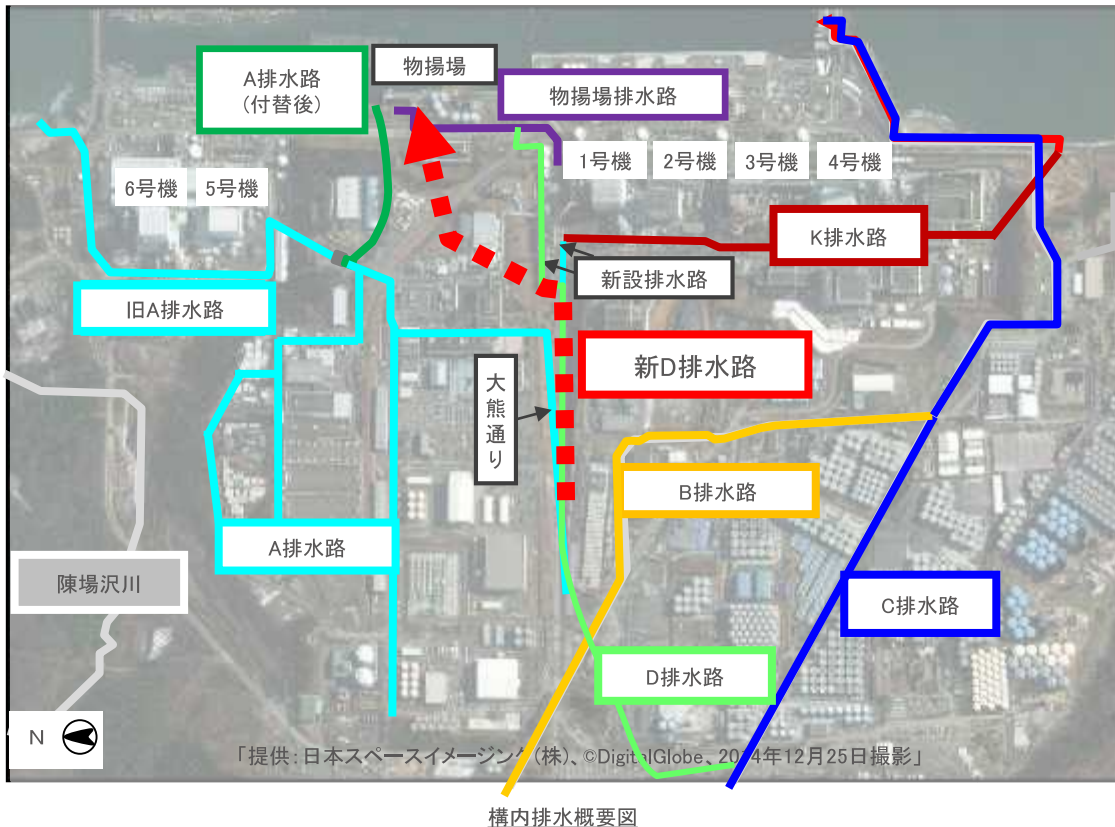 A排水路
(付替後)
物揚場
物揚場排水路
1号機
2号機
3号機
4号機
6号機
5号機
K排水路
新設排水路
旧A排水路
新D排水路
大熊通り
B排水路
A排水路
陳場沢川
C排水路
D排水路
N
「提供：日本スペースイメージング(株)、©DigitalGlobe、2014年12月25日撮影」
構内排水概要図